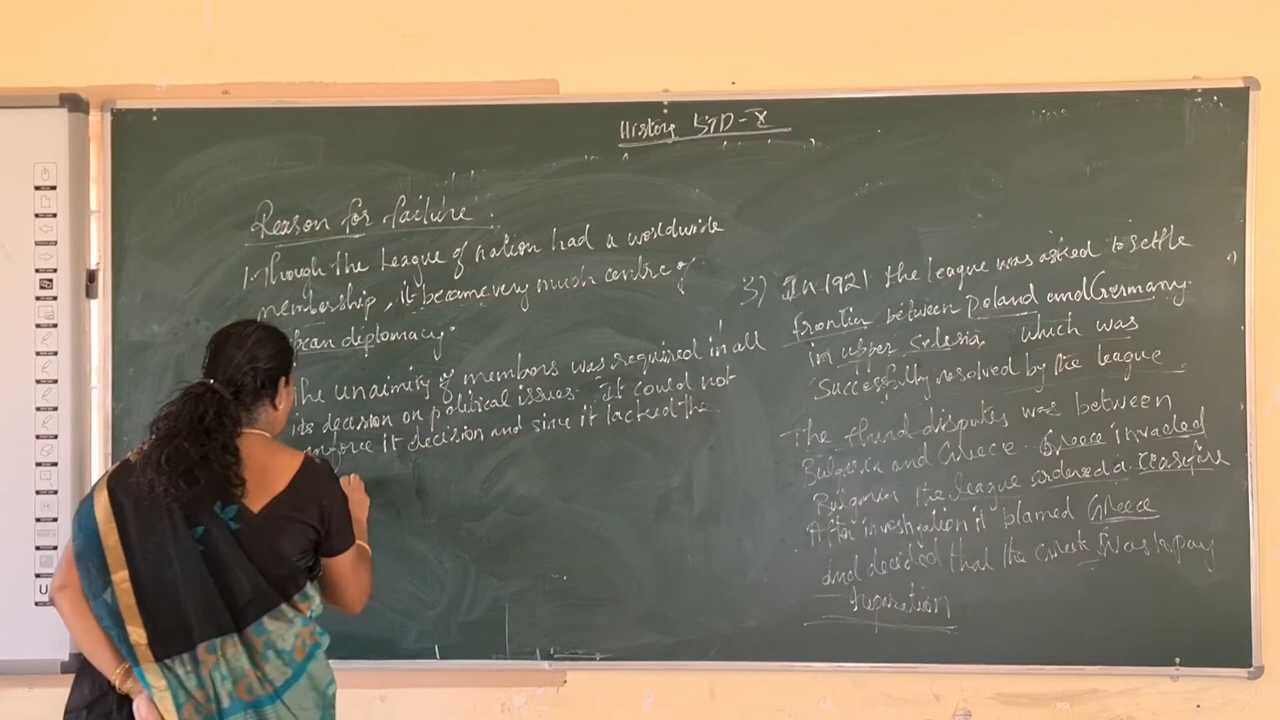 History STD-X
Reason for failure.
1. Though the League of nation had a worldwide
membership, it became very much centre of
pean diplomacy.
The unaimity of members was required in all
its decision on political issues. It could not
enforce it decision and since it lacked the
3) In 1921 the league was asked to settle
frontier between Poland and Germany.
in upper selesia, which was
successfully resolved by the league.
The third disputes was between
Bulgaria and Greece. Greece invaded
Bulgaria the league ordered a ceasefire
After investigation it blamed Greece
and decided that the Greek was to pay
reparation
U